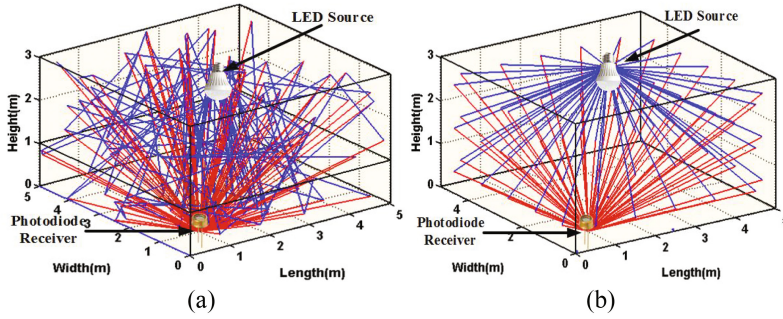 LED Source
3
2
1
0
Height(m)
5
4
3
2
1
0
Width(m)
0
1
2
3
4
5
Length(m)
Photodiode
Receiver
(a)
LED Source
3
2
1
0
Height(m)
4
2
0
Width(m)
0
1
2
3
4
5
Length(m)
Photodiode
Receiver
(b)